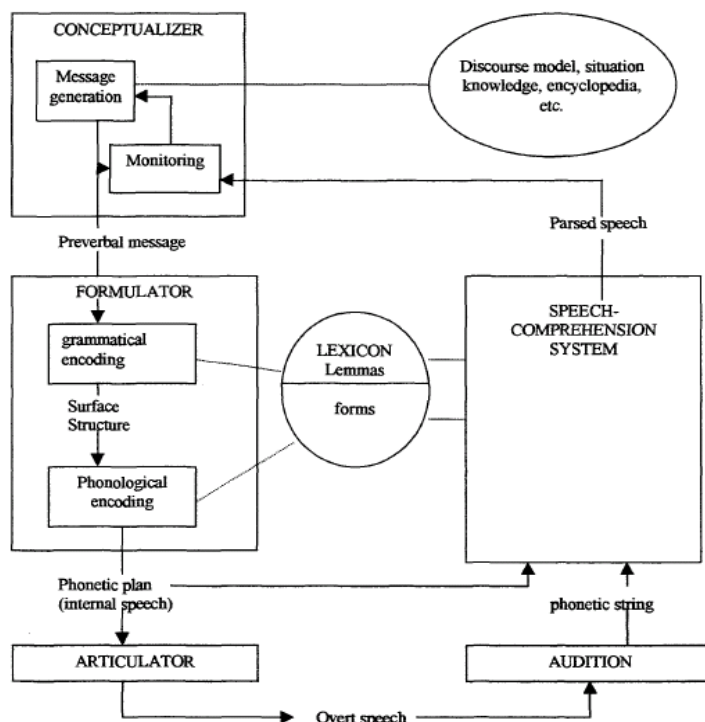 CONCEPTUALIZER
Message
generation
Discourse model, situation
knowledge, encyclopedia,
etc.
Monitoring
Parsed speech
Preverbal message
FORMULATOR
SPEECH-
COMPREHENSION
SYSTEM
grammatical
encoding
LEXICON
Lemmas
forms
Surface
Structure
Phonological
encoding
Phonetic plan
(internal speech)
phonetic string
ARTICULATOR
AUDITION
Overt speech